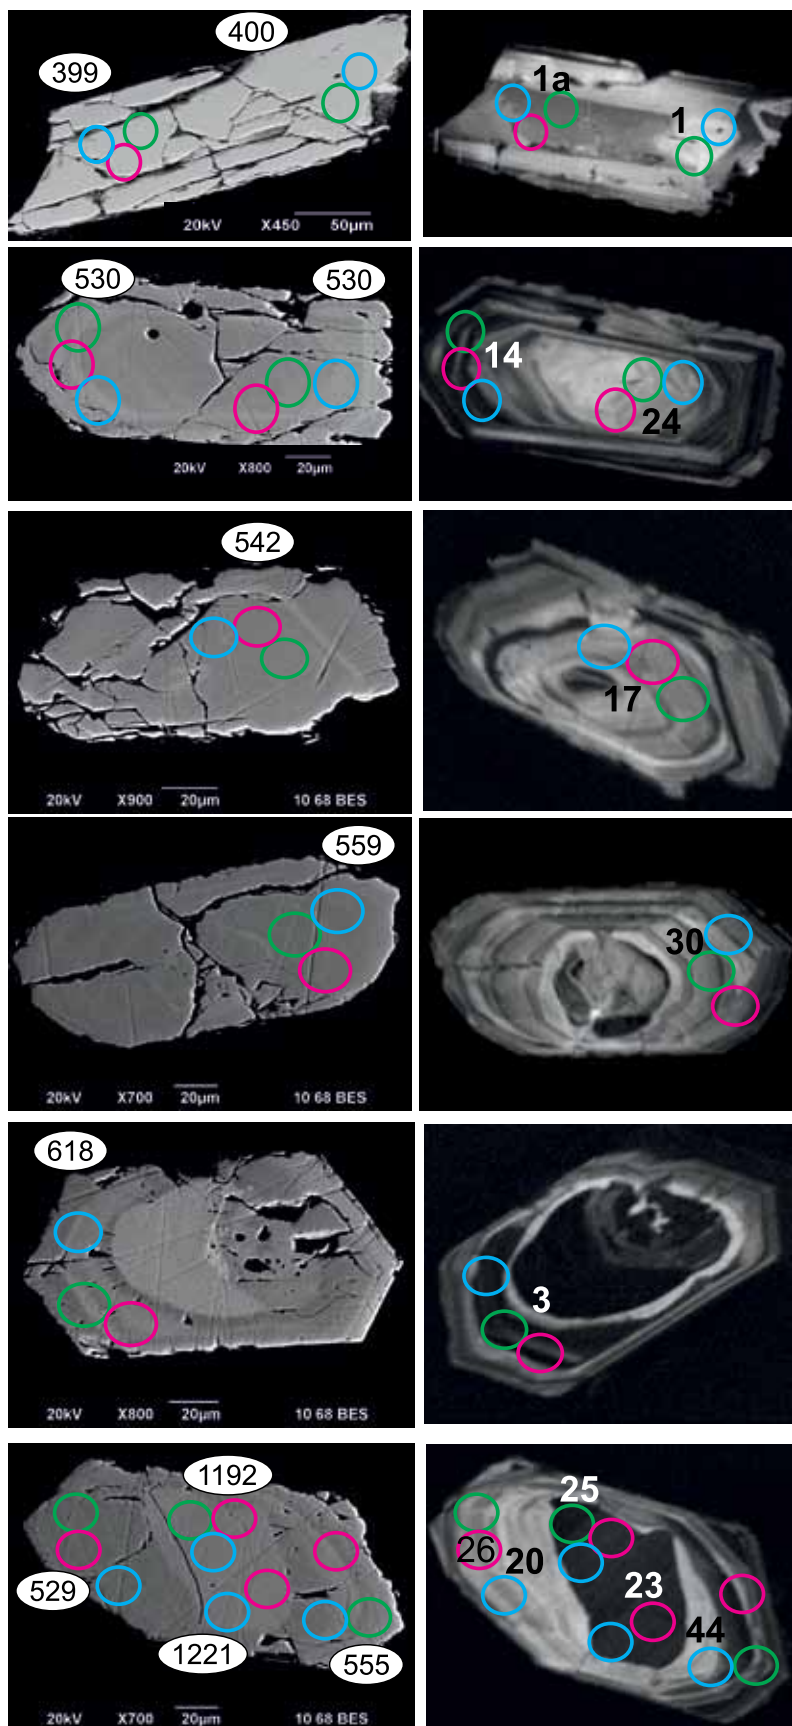 400
399
1a
1
20kV X450 50µm
530 530
14
24
20kV X800 20µm
542
17
20kV X900 20µm 10 68 BES
559
30
20kV X700 20µm 10 68 BES
618
3
20kV X800 20µm 10 68 BES
1192
25
26 20
529
23
1221
44
555
20kV X700 20µm 10 68 BES